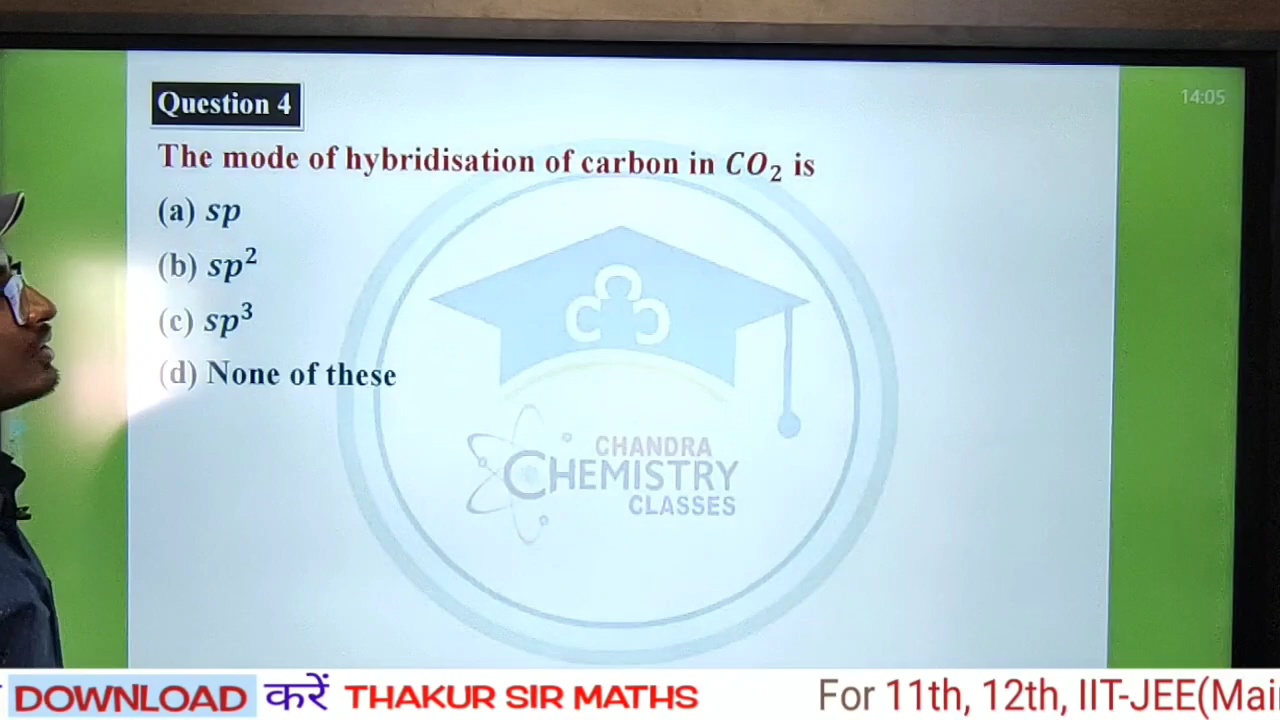 Question 4
14:05
The mode of hybridisation of carbon in CO₂ is
(a) sp
(b) sp²
(c) sp³
(d) None of these
CHANDRA
CHEMISTRY
CLASSES
DOWNLOAD करें THAKUR SIR MATHS For 11th, 12th, IIT-JEE(Mai